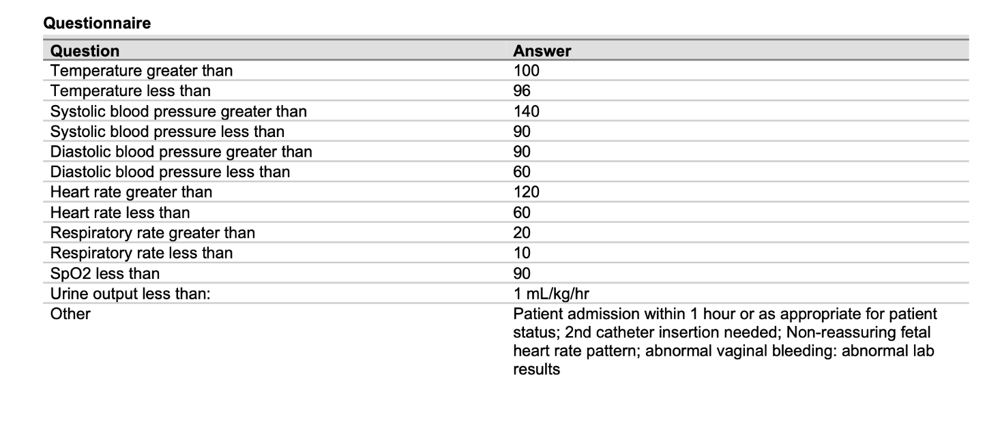 Questionnaire
Question Answer
Temperature greater than 100
Temperature less than 96
Systolic blood pressure greater than 140
Systolic blood pressure less than 90
Diastolic blood pressure greater than 90
Diastolic blood pressure less than 60
Heart rate greater than 120
Heart rate less than 60
Respiratory rate greater than 20
Respiratory rate less than 10
SpO2 less than 90
Urine output less than: 1 mL/kg/hr
Other Patient admission within 1 hour or as appropriate for patient
status; 2nd catheter insertion needed; Non-reassuring fetal
heart rate pattern; abnormal vaginal bleeding: abnormal lab
results